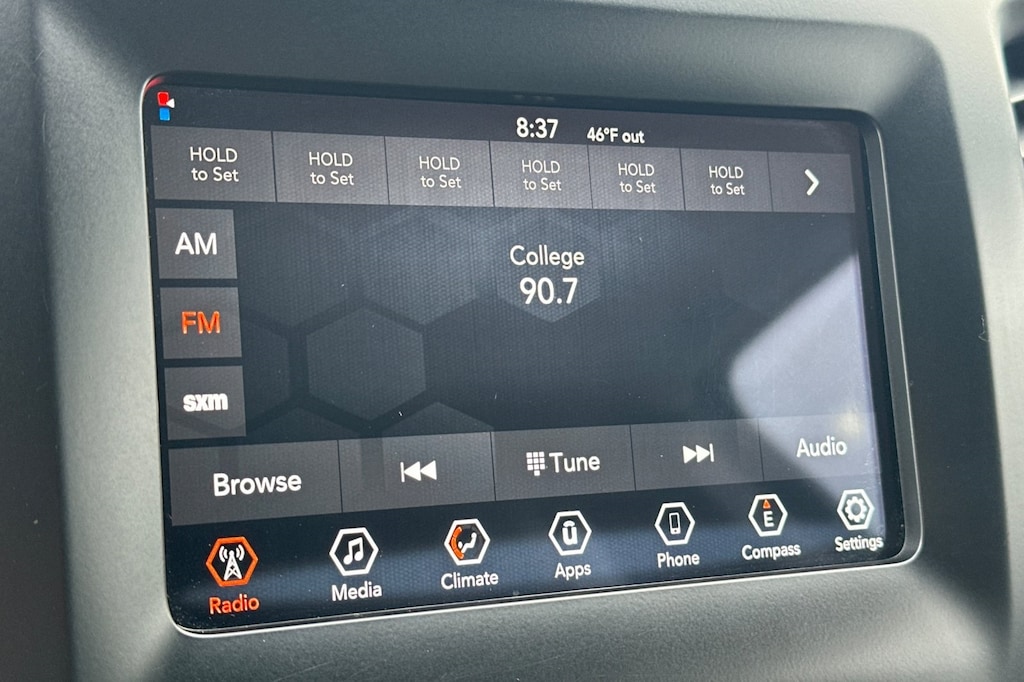 8:37 46°F out
HOLD to Set
HOLD to Set
HOLD to Set
HOLD to Set
HOLD to Set
HOLD to Set
AM
FM
sxm
College
90.7
Browse Tune Audio
Radio Media Climate Apps Phone E Compass Settings